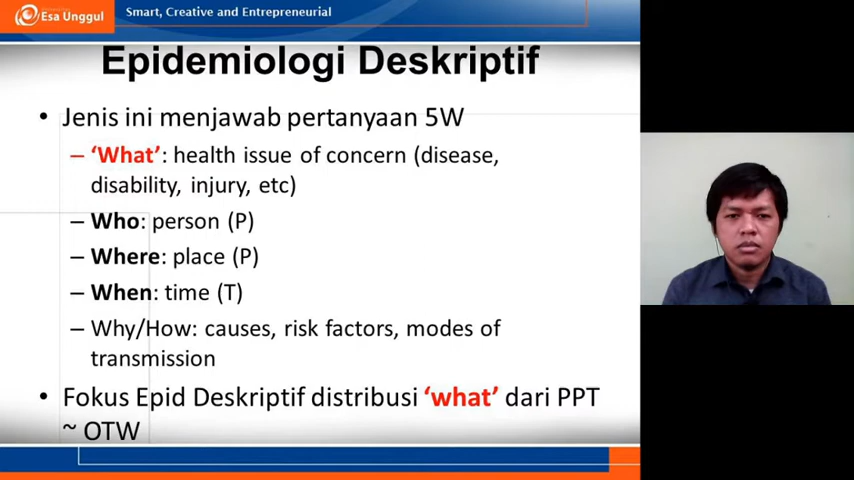 Esa Unggul
Smart, Creative and Entrepreneurial
Epidemiologi Deskriptif
• Jenis ini menjawab pertanyaan 5W
– ‘What’: health issue of concern (disease,
disability, injury, etc)
– Who: person (P)
– Where: place (P)
– When: time (T)
– Why/How: causes, risk factors, modes of
transmission
• Fokus Epid Deskriptif distribusi ‘what’ dari PPT
~ OTW